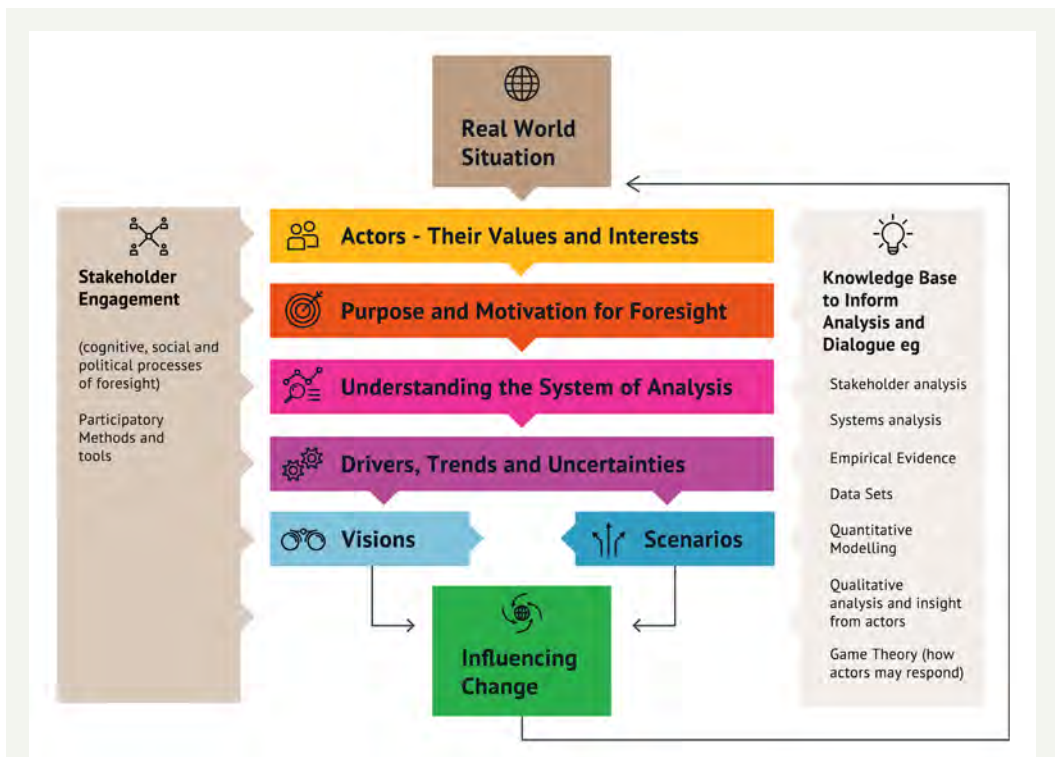 Real World
Situation
Stakeholder
Engagement
(cognitive, social and
political processes
of foresight)
Participatory
Methods and
tools
Actors - Their Values and Interests
Purpose and Motivation for Foresight
Understanding the System of Analysis
Drivers, Trends and Uncertainties
Visions
Scenarios
Influencing
Change
Knowledge Base
to Inform
Analysis and
Dialogue eg
Stakeholder analysis
Systems analysis
Empirical Evidence
Data Sets
Quantitative
Modelling
Qualitative
analysis and insight
from actors
Game Theory (how
actors may respond)